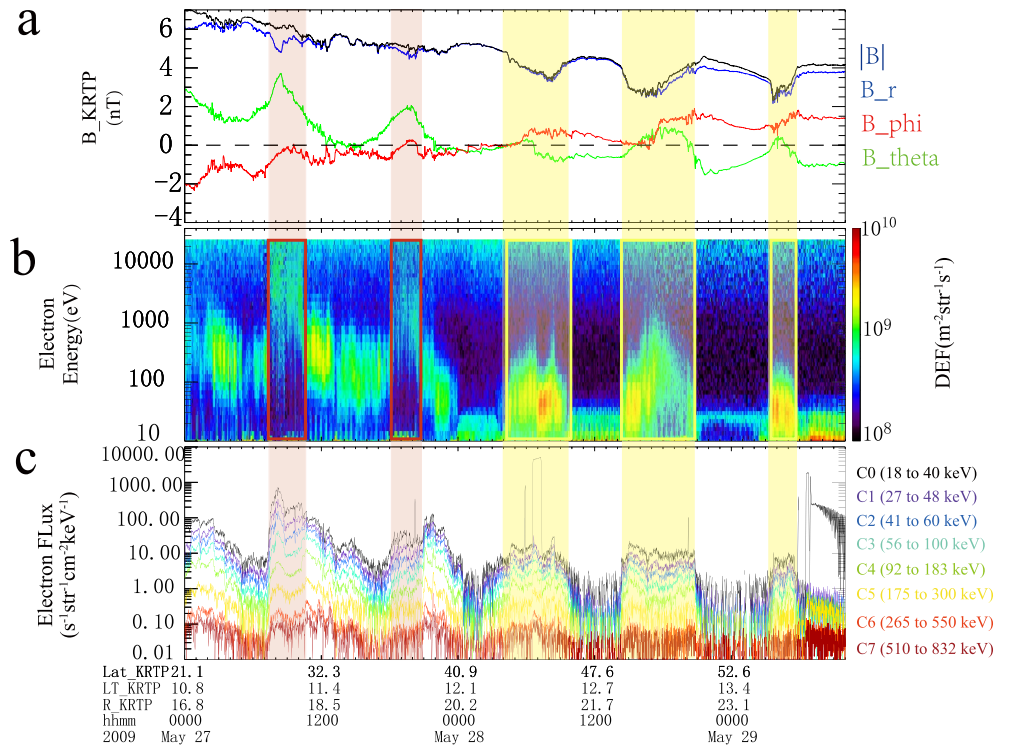 a
6
4
2
0
−2
−4
B_KRTP
(nT)
|B|
B_r
B_phi
B_theta
b
10000
1000
100
10
Electron
Energy(eV)
10^10
10^9
10^8
DEF(m^-2str^-1s^-1)
c
10000.00
1000.00
100.00
10.00
1.00
0.10
0.01
Electron FLux
(s^-1str^-1cm^-2keV^-1)
C0 (18 to 40 keV)
C1 (27 to 48 keV)
C2 (41 to 60 keV)
C3 (56 to 100 keV)
C4 (92 to 183 keV)
C5 (175 to 300 keV)
C6 (265 to 550 keV)
C7 (510 to 832 keV)
Lat_KRTP 21.1 32.3 40.9 47.6 52.6
LT_KRTP 10.8 11.4 12.1 12.7 13.4
R_KRTP 16.8 18.5 20.2 21.7 23.1
hhmm 0000 1200 0000 1200 0000
2009 May 27 May 28 May 29